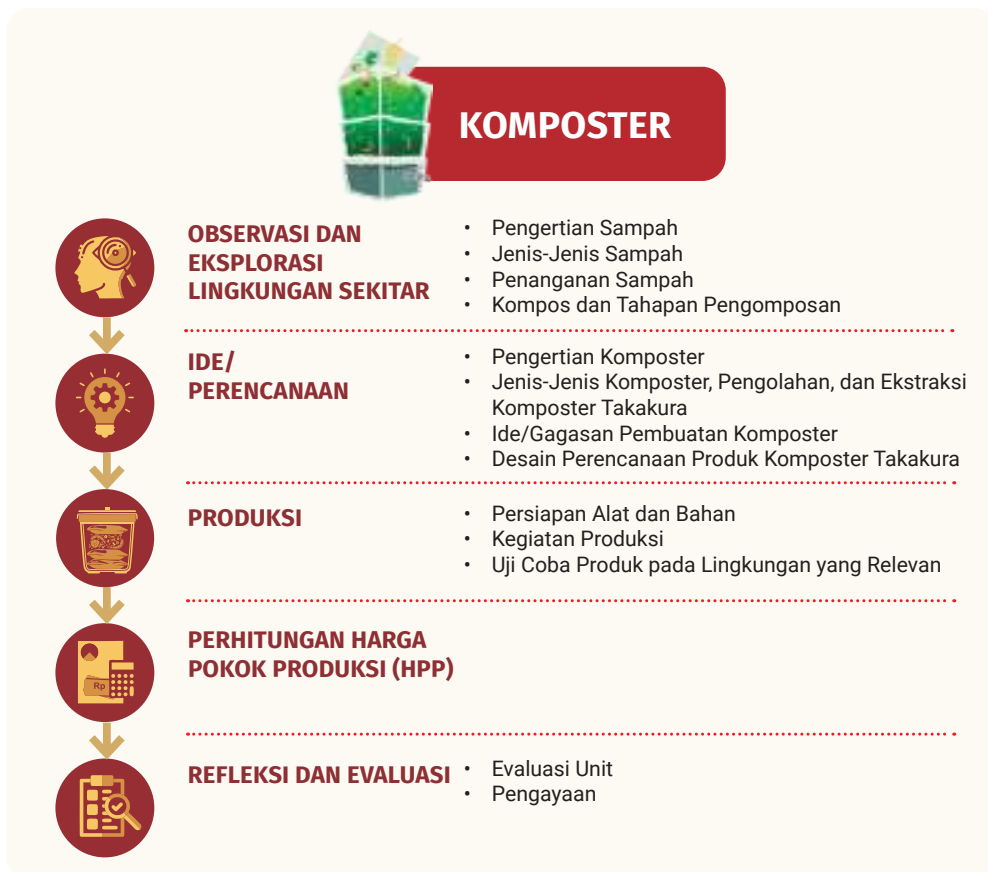 KOMPOSTER
OBSERVASI DAN
EKSPLORASI
LINGKUNGAN SEKITAR
• Pengertian Sampah
• Jenis-Jenis Sampah
• Penanganan Sampah
• Kompos dan Tahapan Pengomposan
IDE/
PERENCANAAN
• Pengertian Komposter
• Jenis-Jenis Komposter, Pengolahan, dan Ekstraksi
Komposter Takakura
• Ide/Gagasan Pembuatan Komposter
• Desain Perencanaan Produk Komposter Takakura
PRODUKSI
• Persiapan Alat dan Bahan
• Kegiatan Produksi
• Uji Coba Produk pada Lingkungan yang Relevan
Rp
PERHITUNGAN HARGA
POKOK PRODUKSI (HPP)
REFLEKSI DAN EVALUASI
• Evaluasi Unit
• Pengayaan